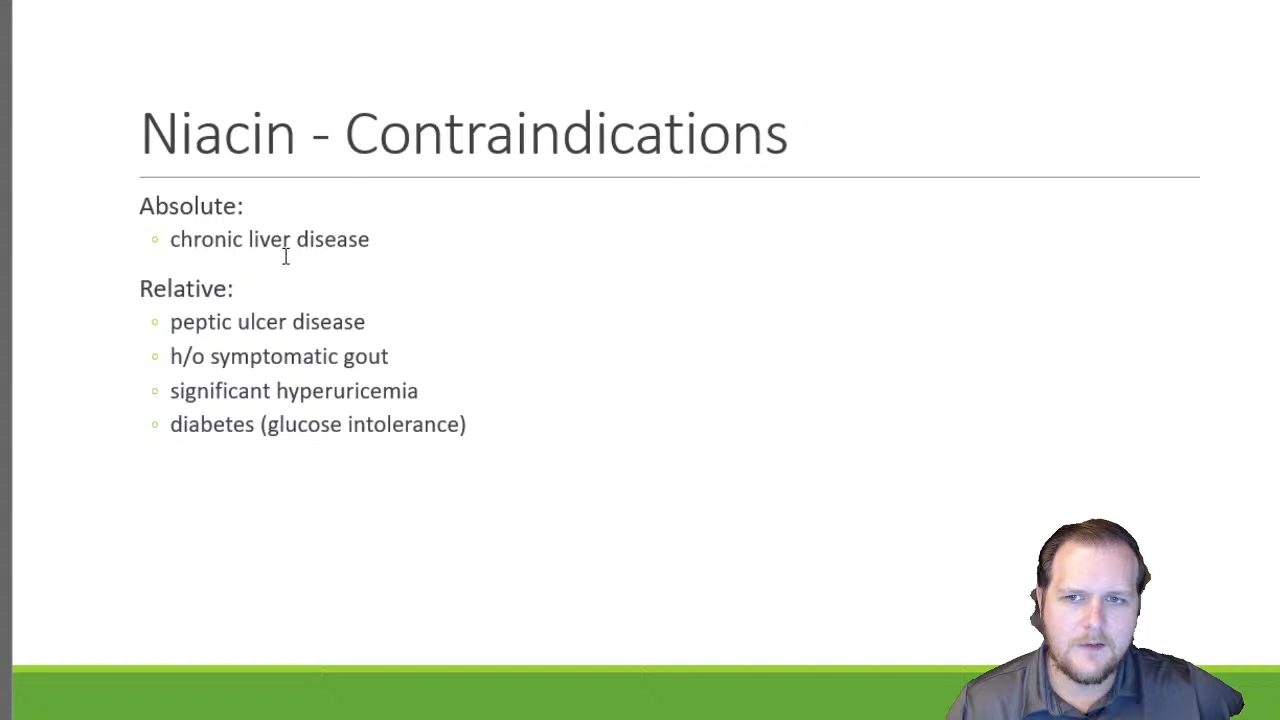 Niacin - Contraindications
Absolute:
chronic liver disease
Relative:
peptic ulcer disease
h/o symptomatic gout
significant hyperuricemia
diabetes (glucose intolerance)